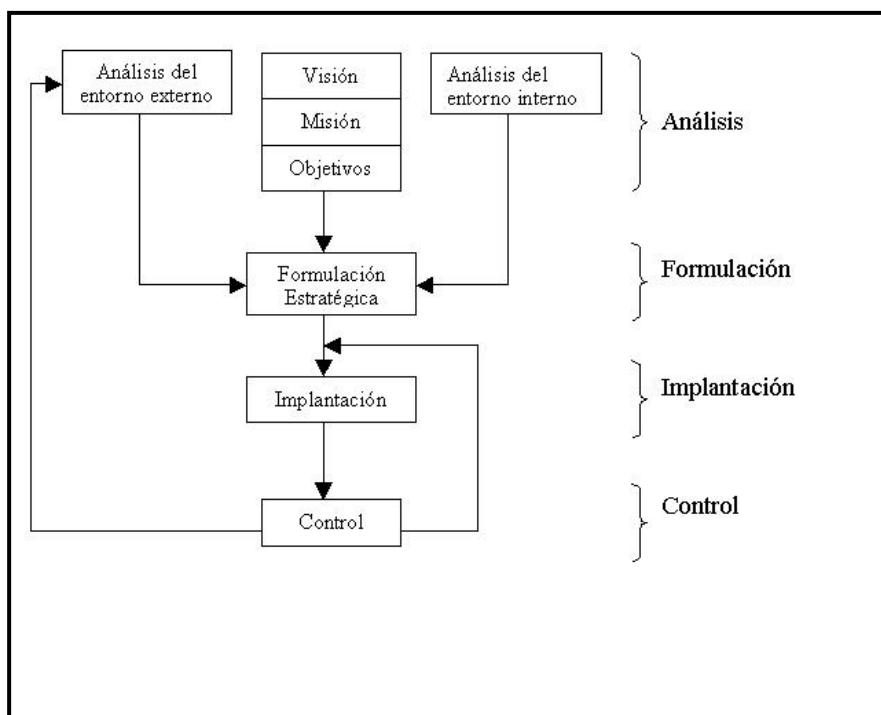 Análisis del
entorno externo
Visión
Misión
Objetivos
Análisis del
entorno interno
Análisis
Formulación
Estratégica
Formulación
Implantación
Implantación
Control
Control